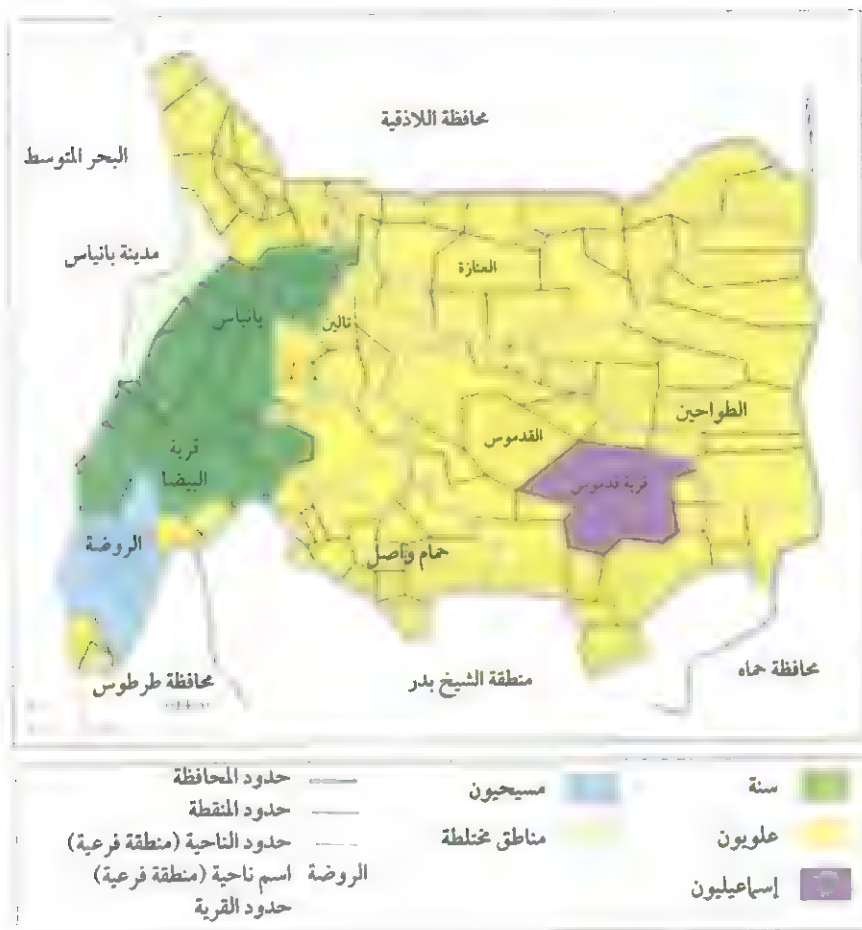 محافظة اللاذقية
البحر المتوسط
مدينة بانياس
العنازة
بانياس
تالين
الطواحين
القدموس
قرية
البيضا
قرية قدموس
الروضة
حمام واصل
محافظة حماه
منطقة الشيخ بدر
محافظة طرطوس
سنة
علويون
إسماعيليون
مسيحيون
مناطق مختلطة
حدود المحافظة
حدود المنقطة
حدود الناحية (منطقة فرعية)
الروضة اسم ناحية (منطقة فرعية)
حدود القرية